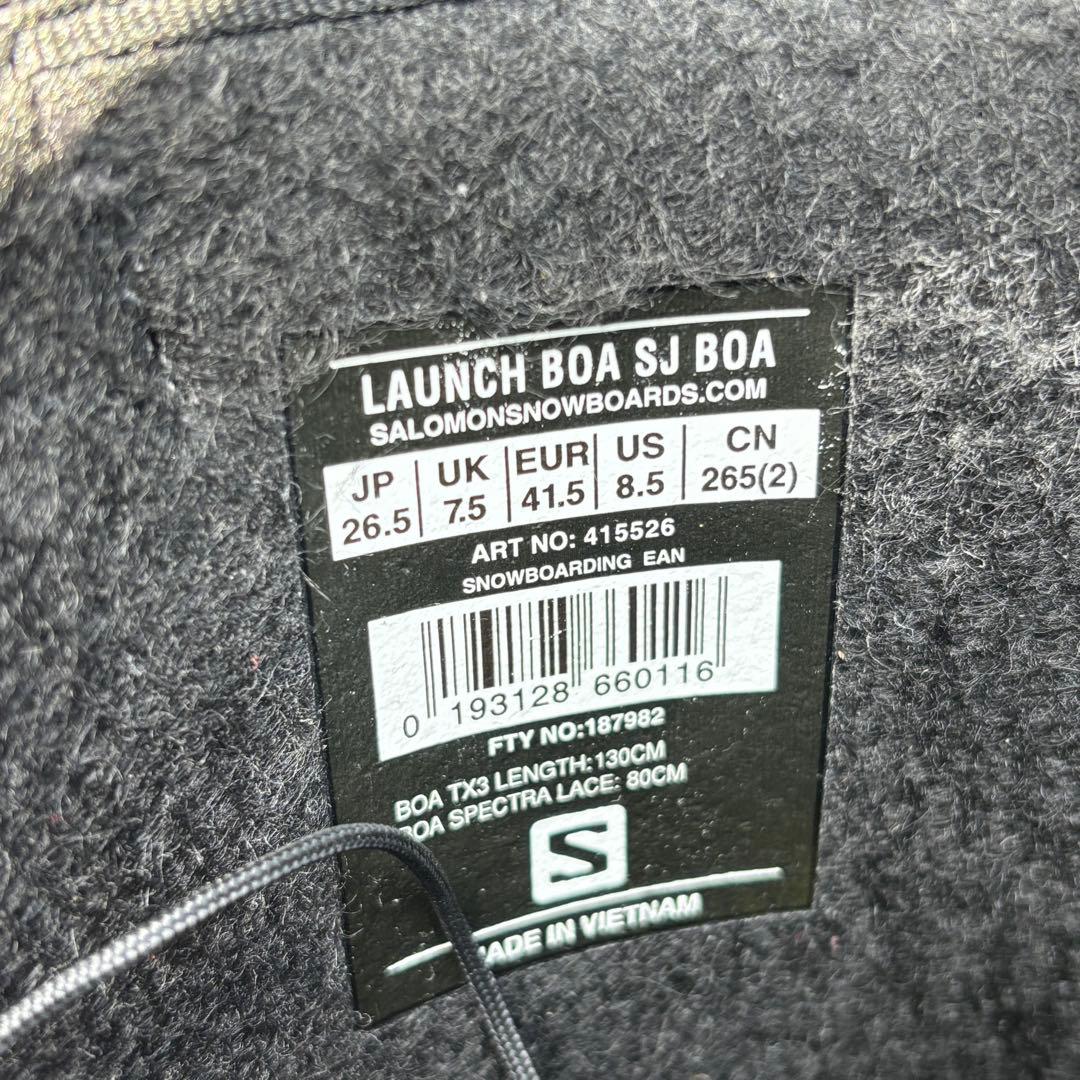 LAUNCH BOA SJ BOA
SALOMONSNOWBOARDS.COM
JP UK EUR US CN
26.5 7.5 41.5 8.5 265(2)
ART NO: 415526
SNOWBOARDING EAN
0 193128 660116
FTY NO:187982
BOA TX3 LENGTH:130CM
BOA SPECTRA LACE: 80CM
S
MADE IN VIETNAM